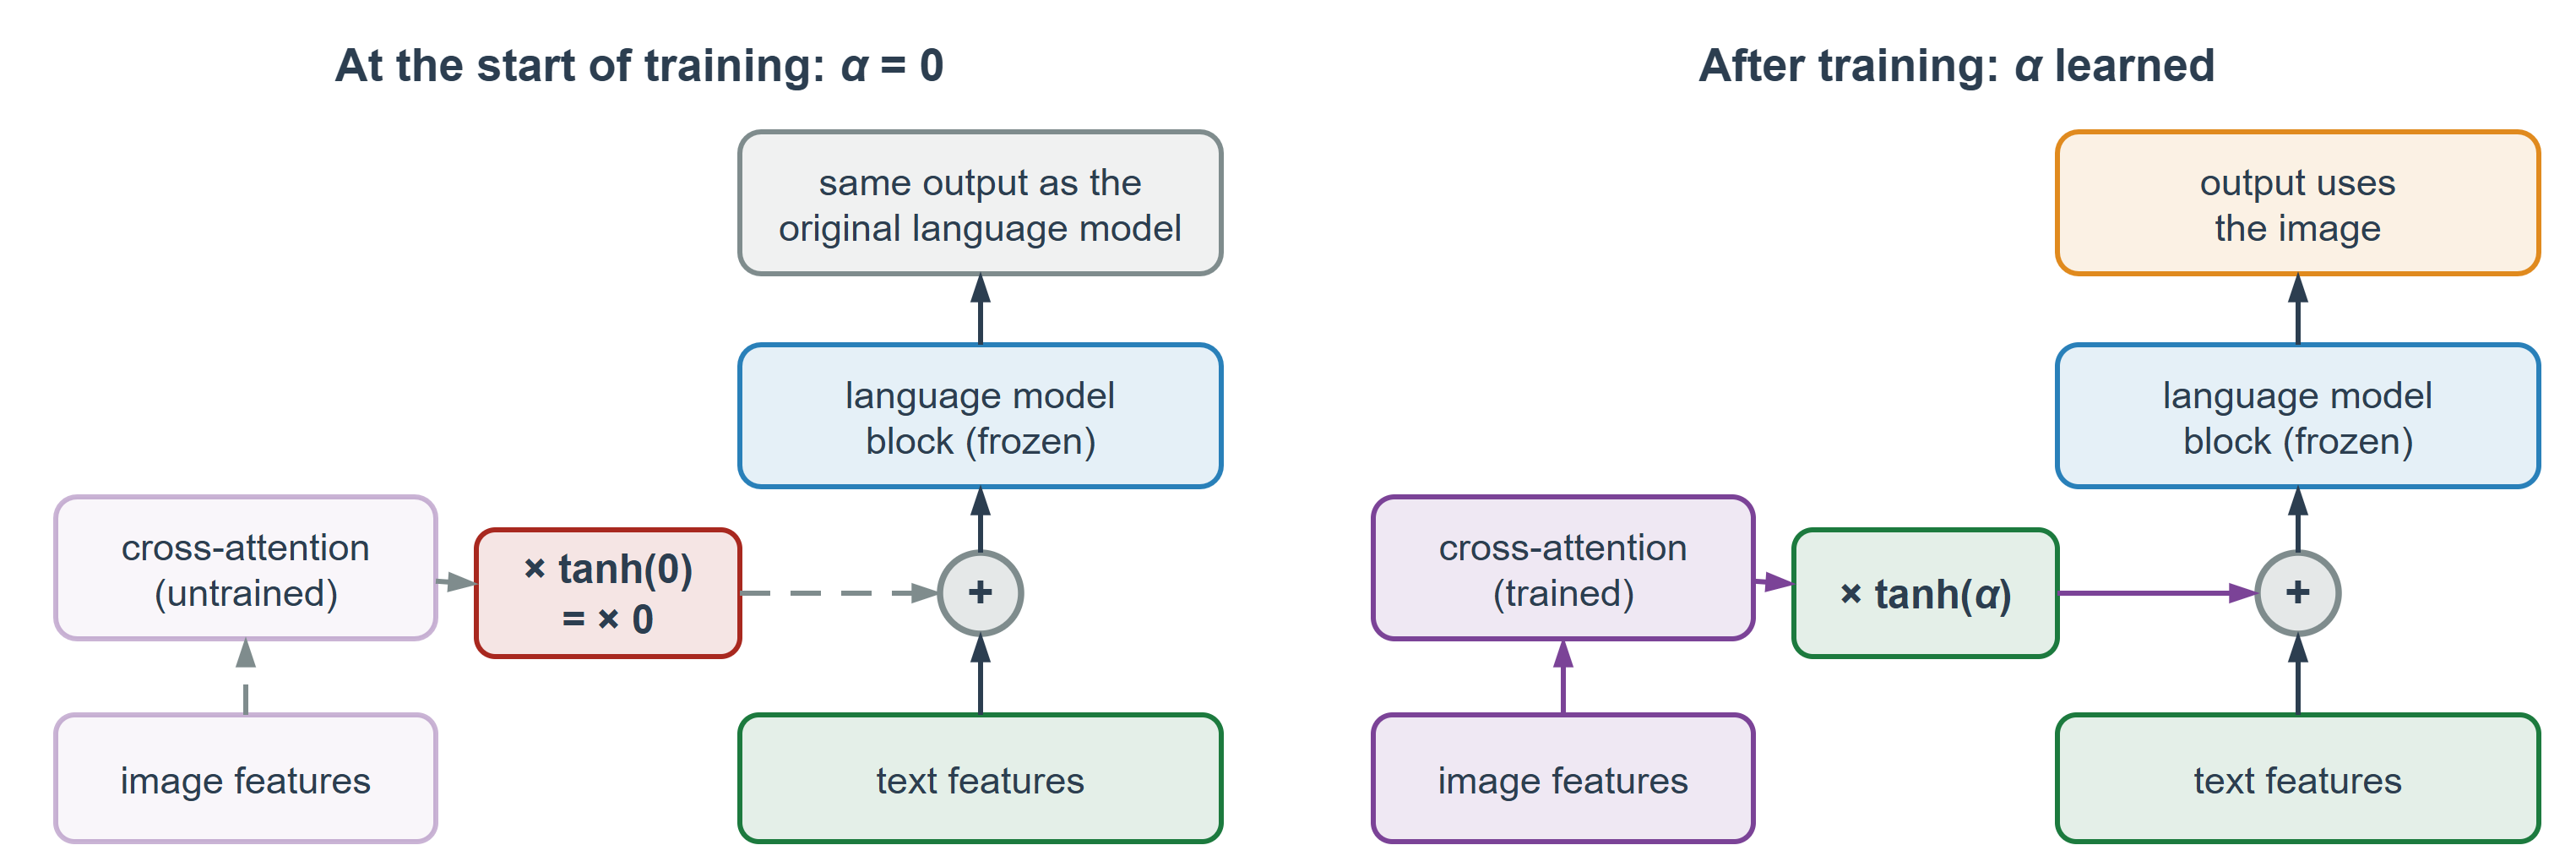 At the start of training: α = 0
same output as the
original language model
language model
block (frozen)
cross-attention
(untrained)
× tanh(0)
= × 0
+
image features
text features
After training: α learned
output uses
the image
language model
block (frozen)
cross-attention
(trained)
× tanh(α)
+
image features
text features